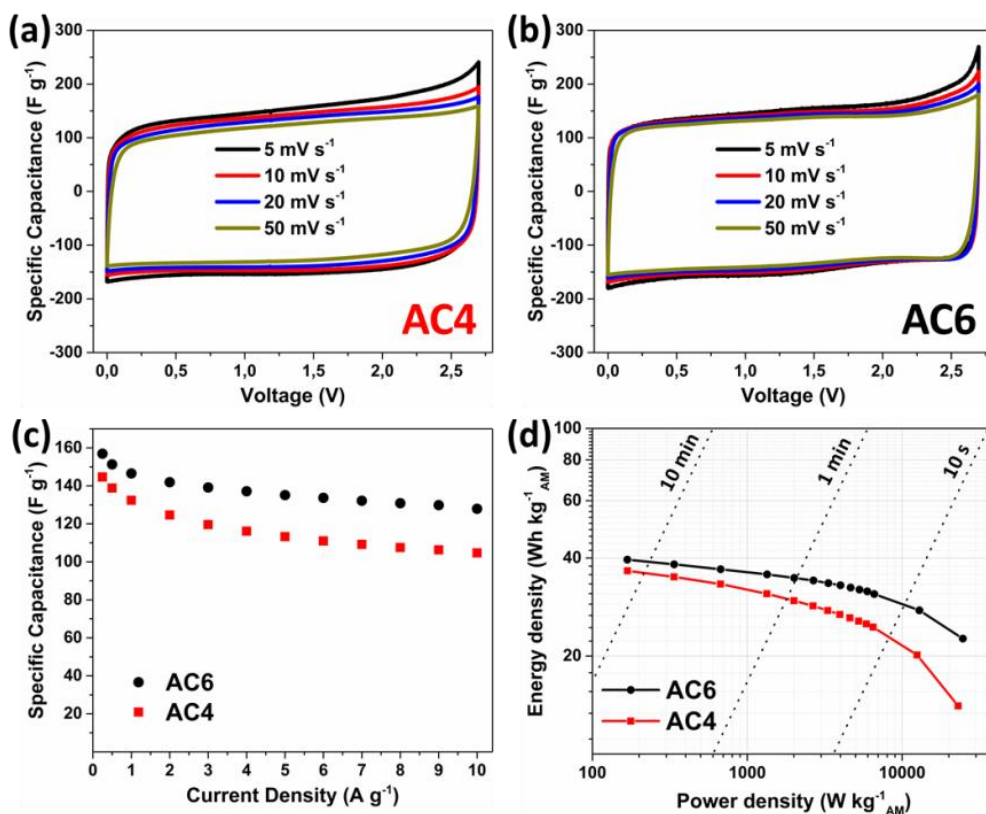 (a)
300
200
100
0
-100
-200
-300
Specific Capacitance (F g⁻¹)
5 mV s⁻¹
10 mV s⁻¹
20 mV s⁻¹
50 mV s⁻¹
AC4
0,0 0,5 1,0 1,5 2,0 2,5
Voltage (V)
(b)
300
200
100
0
-100
-200
-300
Specific Capacitance (F g⁻¹)
5 mV s⁻¹
10 mV s⁻¹
20 mV s⁻¹
50 mV s⁻¹
AC6
0,0 0,5 1,0 1,5 2,0 2,5
Voltage (V)
(c)
160
140
120
100
80
60
40
20
Specific Capacitance (F g⁻¹)
AC6
AC4
0 1 2 3 4 5 6 7 8 9 10
Current Density (A g⁻¹)
(d)
100
80
60
40
20
Energy density (Wh kg⁻¹AM)
10 min
1 min
10 s
AC6
AC4
100 1000 10000
Power density (W kg⁻¹AM)